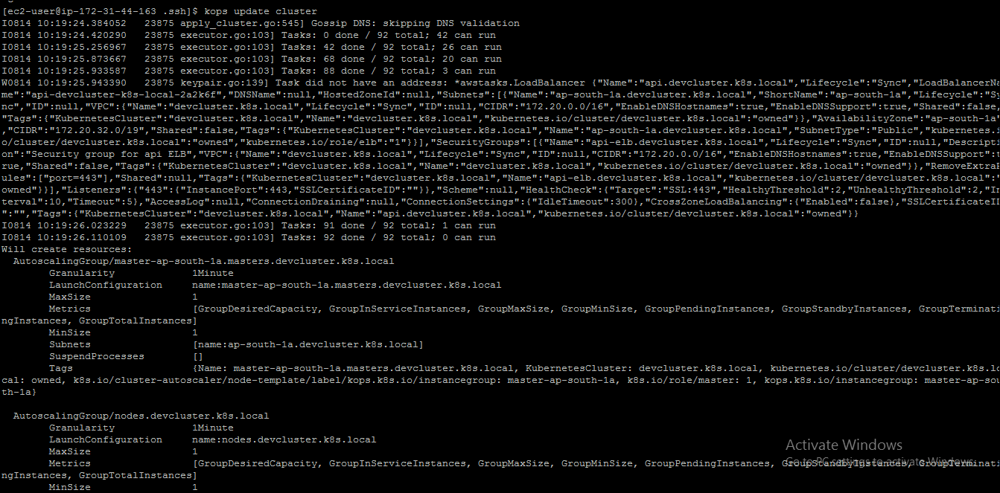 [ec2-user@ip-172-31-44-163 .ssh]$ kops update cluster
I0814 10:19:24.384052   23875 apply_cluster.go:545] Gossip DNS: skipping DNS validation
I0814 10:19:24.420290   23875 executor.go:103] Tasks: 0 done / 92 total; 42 can run
I0814 10:19:25.256967   23875 executor.go:103] Tasks: 42 done / 92 total; 26 can run
I0814 10:19:25.873667   23875 executor.go:103] Tasks: 68 done / 92 total; 20 can run
I0814 10:19:25.933587   23875 executor.go:103] Tasks: 88 done / 92 total; 3 can run
W0814 10:19:25.943390   23875 keypair.go:139] Task did not have an address: *awstasks.LoadBalancer {"Name":"api.devcluster.k8s.local","Lifecycle":"Sync","LoadBalancerNa
me":"api-devcluster-k8s-local-2a2k6f","DNSName":null,"HostedZoneId":null,"Subnets":[{"Name":"ap-south-1a.devcluster.k8s.local","ShortName":"ap-south-1a","Lifecycle":"Sy
nc","ID":null,"VPC":{"Name":"devcluster.k8s.local","Lifecycle":"Sync","ID":null,"CIDR":"172.20.0.0/16","EnableDNSHostnames":true,"EnableDNSSupport":true,"Shared":false,
"Tags":{"KubernetesCluster":"devcluster.k8s.local","Name":"devcluster.k8s.local","kubernetes.io/cluster/devcluster.k8s.local":"owned"}},"AvailabilityZone":"ap-south-1a"
,"CIDR":"172.20.32.0/19","Shared":false,"Tags":{"KubernetesCluster":"devcluster.k8s.local","Name":"ap-south-1a.devcluster.k8s.local","SubnetType":"Public","kubernetes.i
o/cluster/devcluster.k8s.local":"owned","kubernetes.io/role/elb":"1"}}],"SecurityGroups":[{"Name":"api-elb.devcluster.k8s.local","Lifecycle":"Sync","ID":null,"Descripti
on":"Security group for api ELB","VPC":{"Name":"devcluster.k8s.local","Lifecycle":"Sync","ID":null,"CIDR":"172.20.0.0/16","EnableDNSHostnames":true,"EnableDNSSupport":t
rue,"Shared":false,"Tags":{"KubernetesCluster":"devcluster.k8s.local","Name":"devcluster.k8s.local","kubernetes.io/cluster/devcluster.k8s.local":"owned"}},"RemoveExtraR
ules":["port=443"],"Shared":null,"Tags":{"KubernetesCluster":"devcluster.k8s.local","Name":"api-elb.devcluster.k8s.local","kubernetes.io/cluster/devcluster.k8s.local":"
owned"}}],"Listeners":{"443":{"InstancePort":443,"SSLCertificateID":""}},"Scheme":null,"HealthCheck":{"Target":"SSL:443","HealthyThreshold":2,"UnhealthyThreshold":2,"In
terval":10,"Timeout":5},"AccessLog":null,"ConnectionDraining":null,"ConnectionSettings":{"IdleTimeout":300},"CrossZoneLoadBalancing":{"Enabled":false},"SSLCertificateID
":"","Tags":{"KubernetesCluster":"devcluster.k8s.local","Name":"api.devcluster.k8s.local","kubernetes.io/cluster/devcluster.k8s.local":"owned"}}
I0814 10:19:26.023229   23875 executor.go:103] Tasks: 91 done / 92 total; 1 can run
I0814 10:19:26.110109   23875 executor.go:103] Tasks: 92 done / 92 total; 0 can run
Will create resources:
  AutoscalingGroup/master-ap-south-1a.masters.devcluster.k8s.local
        Granularity             1Minute
        LaunchConfiguration     name:master-ap-south-1a.masters.devcluster.k8s.local
        MaxSize                 1
        Metrics                 [GroupDesiredCapacity, GroupInServiceInstances, GroupMaxSize, GroupMinSize, GroupPendingInstances, GroupStandbyInstances, GroupTerminati
ngInstances, GroupTotalInstances]
        MinSize                 1
        Subnets                 [name:ap-south-1a.devcluster.k8s.local]
        SuspendProcesses        []
        Tags                    {Name: master-ap-south-1a.masters.devcluster.k8s.local, KubernetesCluster: devcluster.k8s.local, kubernetes.io/cluster/devcluster.k8s.lo
cal: owned, k8s.io/cluster-autoscaler/node-template/label/kops.k8s.io/instancegroup: master-ap-south-1a, k8s.io/role/master: 1, kops.k8s.io/instancegroup: master-ap-sou
th-1a}
  AutoscalingGroup/nodes.devcluster.k8s.local
        Granularity             1Minute
        LaunchConfiguration     name:nodes.devcluster.k8s.local
        MaxSize                 1
        Metrics                 [GroupDesiredCapacity, GroupInServiceInstances, GroupMaxSize, GroupMinSize, GroupPendingInstances, GroupStandbyInstances, GroupTerminati
ngInstances, GroupTotalInstances]
        MinSize                 1
Activate Windows
Go to PC settings to activate Windows.